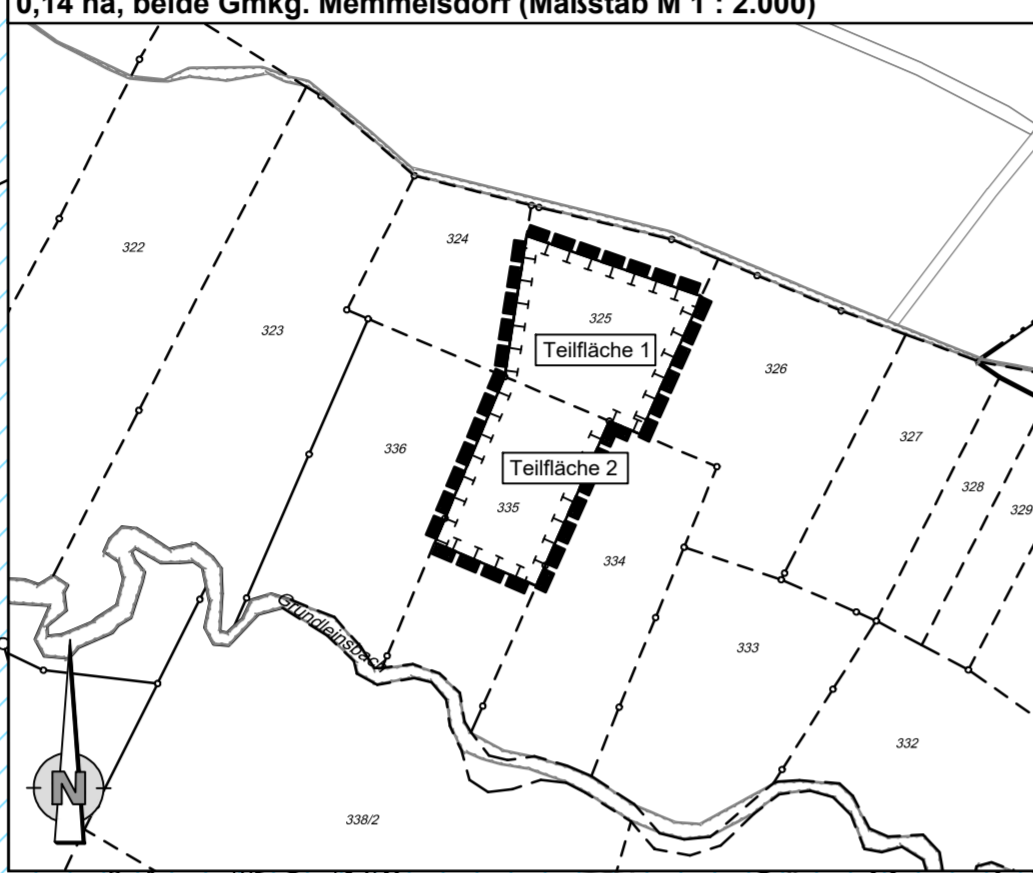 0,14 ha, beide Gmkg. Memmelsdorf (Maßstab M 1 : 2.000)
322
324
325
323
Teilfläche 1
326
327
336
Teilfläche 2
328
335
329
334
Gründleinsbach
333
332
N
338/2